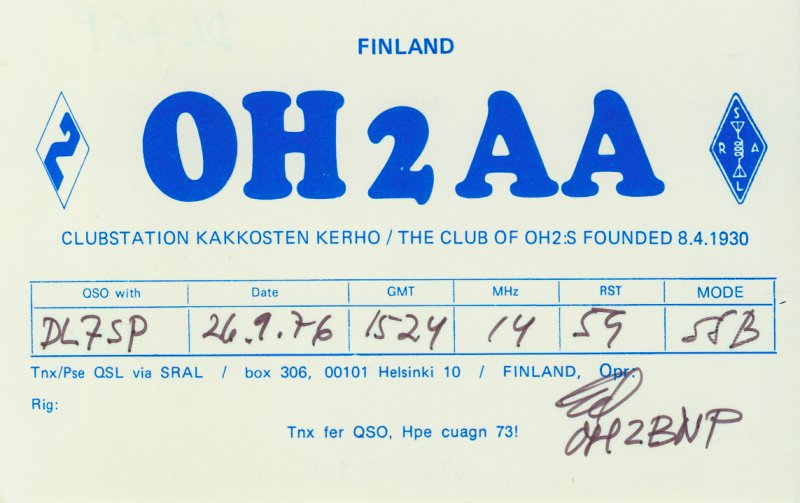 FINLAND
OH2AA
2
S
R A
L
CLUBSTATION KAKKOSTEN KERHO / THE CLUB OF OH2:S FOUNDED 8.4.1930
QSO with Date GMT MHz RST MODE
DL7SP 26.9.76 1524 14 59 SSB
Tnx/Pse QSL via SRAL / box 306, 00101 Helsinki 10 / FINLAND, Opr.
Rig:
Tnx fer QSO, Hpe cuagn 73!
OH2BNP